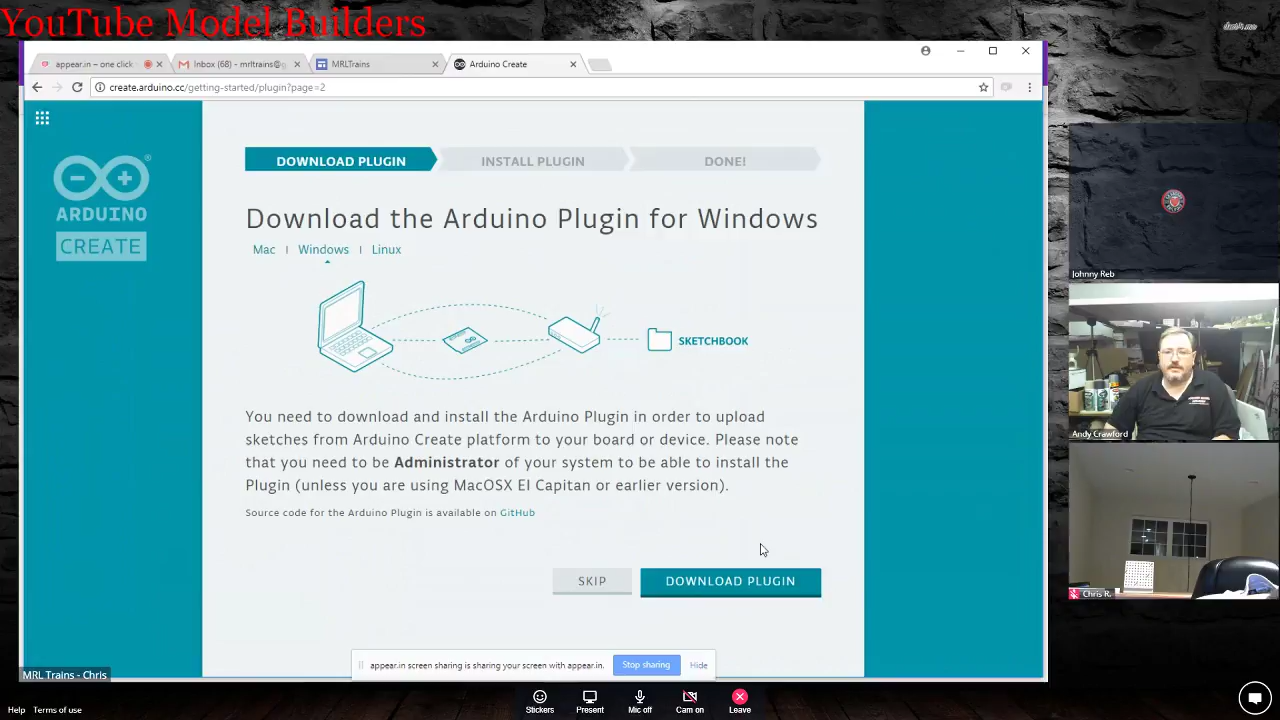 YouTube Model Builders
appear.in – one click
Inbox (68) - mrltrains@g
MRLTrains
Arduino Create
create.arduino.cc/getting-started/plugin?page=2
ARDUINO
CREATE
DOWNLOAD PLUGIN
INSTALL PLUGIN
DONE!
Download the Arduino Plugin for Windows
Mac | Windows | Linux
SKETCHBOOK
You need to download and install the Arduino Plugin in order to upload
sketches from Arduino Create platform to your board or device. Please note
that you need to be Administrator of your system to be able to install the
Plugin (unless you are using MacOSX El Capitan or earlier version).
Source code for the Arduino Plugin is available on GitHub
SKIP
DOWNLOAD PLUGIN
appear.in screen sharing is sharing your screen with appear.in.
Stop sharing
Hide
MRL Trains - Chris
Johnny Reb
Andy Crawford
Chris R.
Help
Terms of use
Stickers
Present
Mic off
Cam on
Leave